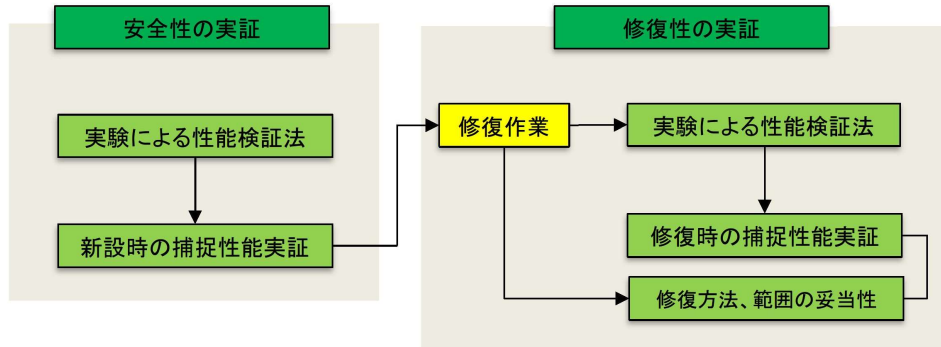 安全性の実証
実験による性能検証法
新設時の捕捉性能実証
修復性の実証
修復作業
実験による性能検証法
修復時の捕捉性能実証
修復方法、範囲の妥当性